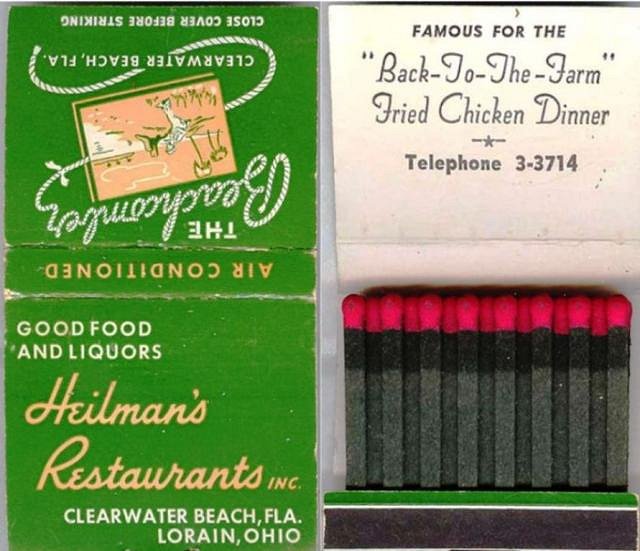 CLOSE COVER BEFORE STRIKING
CLEARWATER BEACH, FLA.
THE
Beachcomber
AIR CONDITIONED
GOOD FOOD
AND LIQUORS
Heilman's
Restaurants INC.
CLEARWATER BEACH, FLA.
LORAIN, OHIO
FAMOUS FOR THE
"Back-To-The-Farm"
Fried Chicken Dinner
Telephone 3-3714